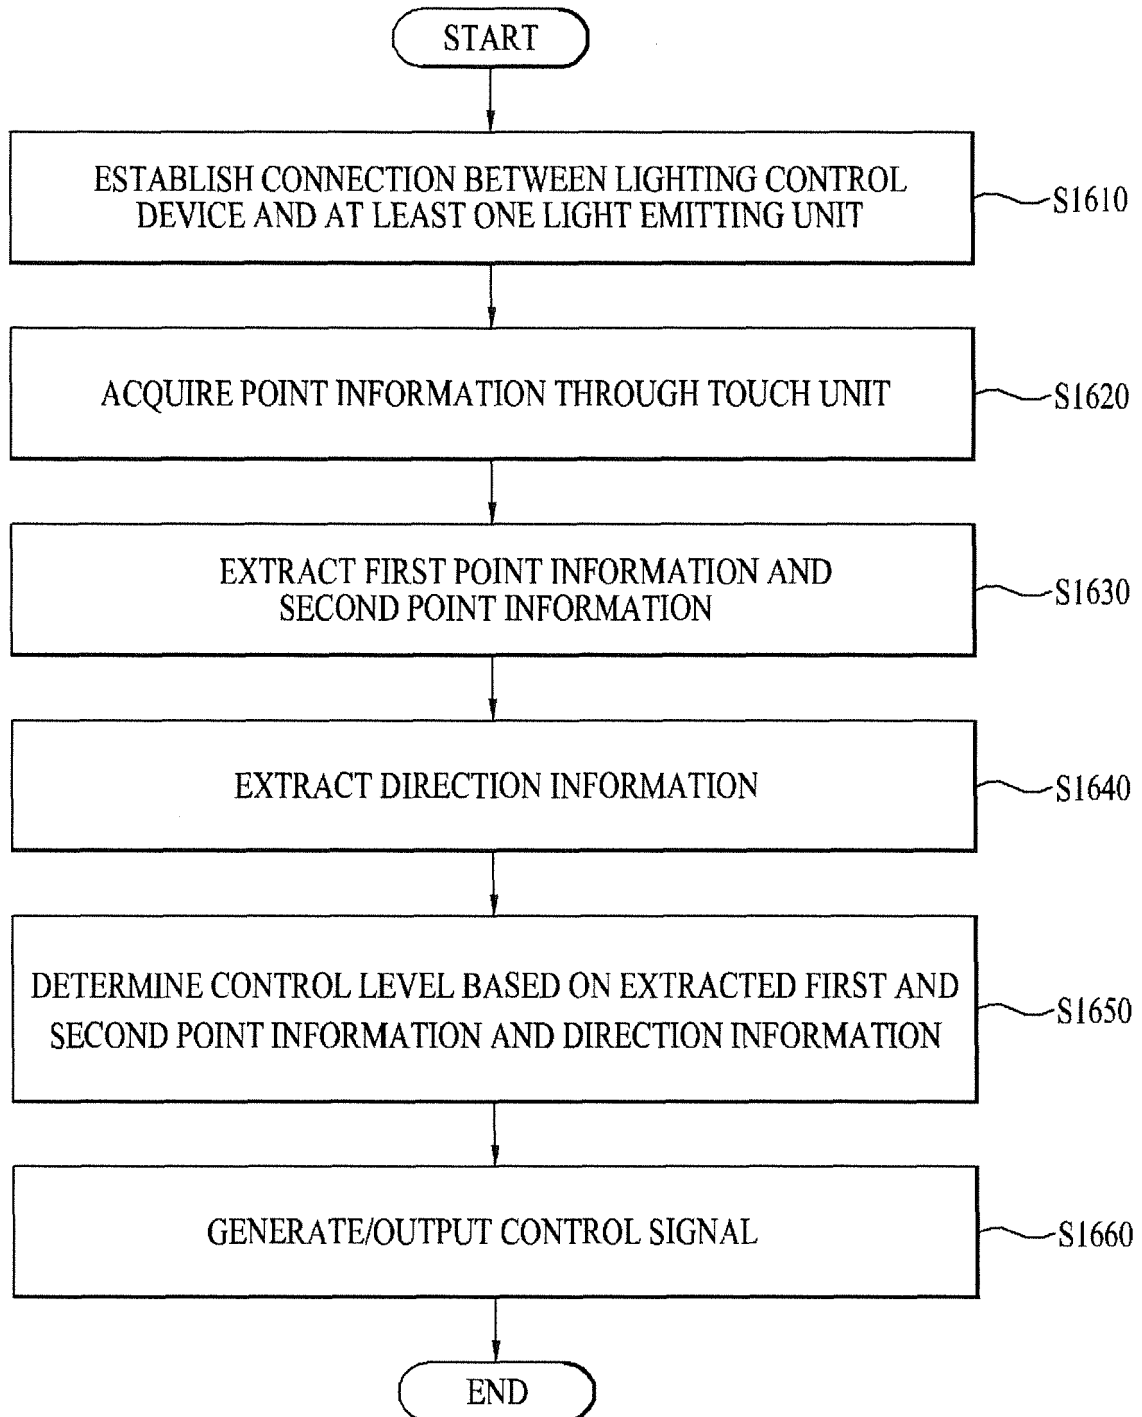 START
ESTABLISH CONNECTION BETWEEN LIGHTING CONTROL
DEVICE AND AT LEAST ONE LIGHT EMITTING UNIT
S1610
ACQUIRE POINT INFORMATION THROUGH TOUCH UNIT
S1620
EXTRACT FIRST POINT INFORMATION AND
SECOND POINT INFORMATION
S1630
EXTRACT DIRECTION INFORMATION
S1640
DETERMINE CONTROL LEVEL BASED ON EXTRACTED FIRST AND
SECOND POINT INFORMATION AND DIRECTION INFORMATION
S1650
GENERATE/OUTPUT CONTROL SIGNAL
S1660
END